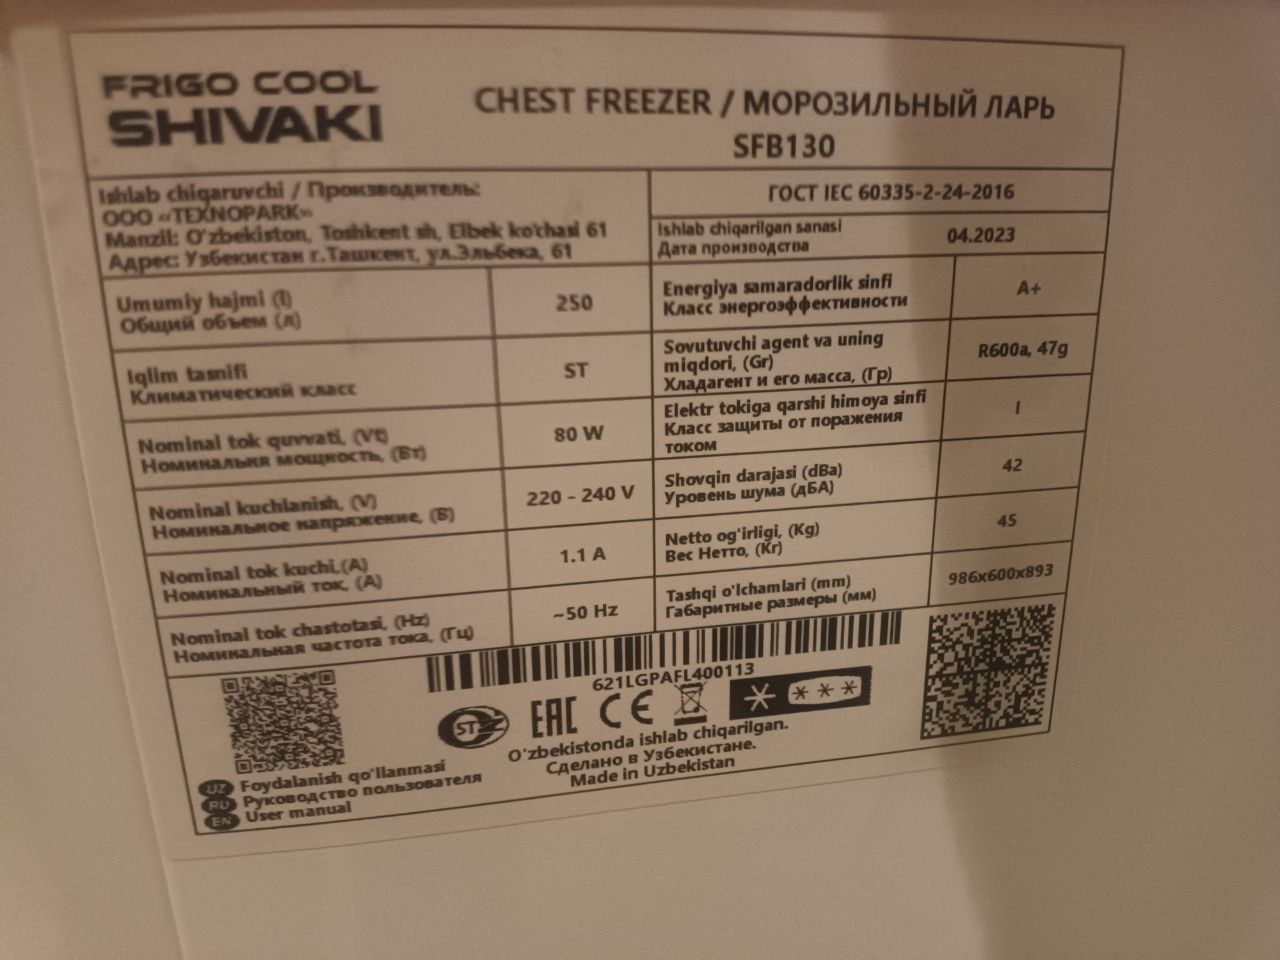 FRIGO COOL
SHIVAKI
CHEST FREEZER / МОРОЗИЛЬНЫЙ ЛАРЬ
SFB130
Ishlab chiqaruvchi / Производитель:
ООО «TEXNOPARK»
Manzil: O'zbekiston, Toshkent sh, Elbek ko'chasi 61
Адрес: Узбекистан г.Ташкент, ул.Эльбека, 61
ГОСТ IEC 60335-2-24-2016
Ishlab chiqarilgan sanasi
Дата производства
04.2023
Umumiy hajmi (l)
Общий объем (л)
250
Iqlim tasnifi
Климатический класс
ST
Nominal tok quvvati, (Vt)
Номинальня мощность, (Вт)
80 W
Nominal kuchlanish, (V)
Номинальное напряжение, (В)
220 - 240 V
Nominal tok kuchi,(A)
Номинальный ток, (А)
1.1 A
Nominal tok chastotasi, (Hz)
Номинальная частота тока, (Гц)
~50 Hz
Energiya samaradorlik sinfi
Класс энергоэффективности
A+
Sovutuvchi agent va uning
miqdori, (Gr)
Хладагент и его масса, (Гр)
R600a, 47g
Elektr tokiga qarshi himoya sinfi
Класс защиты от поражения
током
I
Shovqin darajasi (dBa)
Уровень шума (дБА)
42
Netto og'irligi, (Kg)
Вес Нетто, (Кг)
45
Tashqi o'lchamlari (mm)
Габаритные размеры (мм)
986x600x893
621LGPAFL400113
ST
EAC CE
O'zbekistonda ishlab chiqarilgan.
Сделано в Узбекистане.
Made in Uzbekistan
UZ Foydalanish qo'llanmasi
RU Руководство пользователя
EN User manual